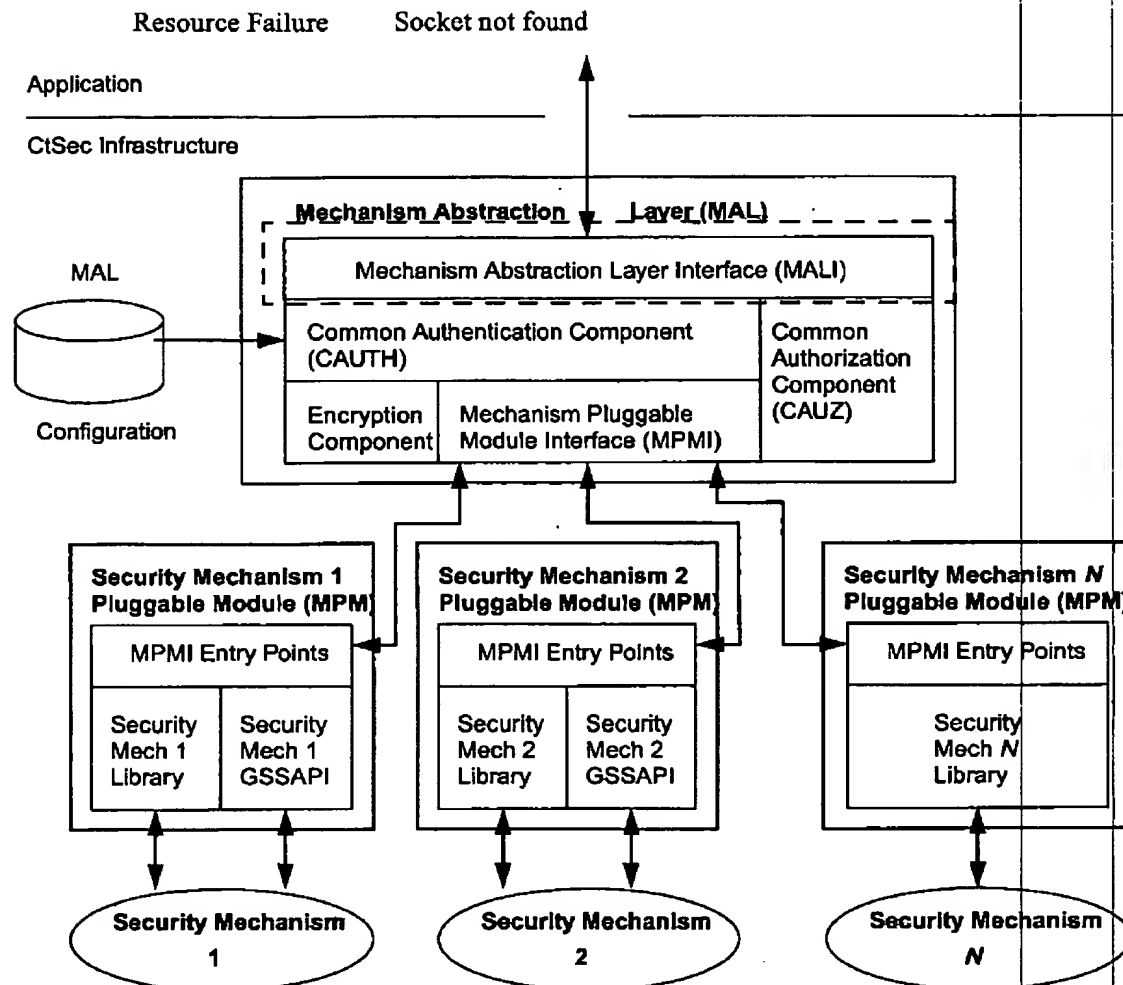 Resource Failure Socket not found
Application
CtSec Infrastructure
Mechanism Abstraction Layer (MAL)
Mechanism Abstraction Layer Interface (MALI)
MAL
Configuration
Common Authentication Component
(CAUTH)
Common
Authorization
Component
(CAUZ)
Encryption
Component
Mechanism Pluggable
Module Interface (MPMI)
Security Mechanism 1
Pluggable Module (MPM)
MPMI Entry Points
Security
Mech 1
Library
Security
Mech 1
GSSAPI
Security Mechanism
1
Security Mechanism 2
Pluggable Module (MPM)
MPMI Entry Points
Security
Mech 2
Library
Security
Mech 2
GSSAPI
Security Mechanism
2
Security Mechanism N
Pluggable Module (MPM)
MPMI Entry Points
Security
Mech N
Library
Security Mechanism
N